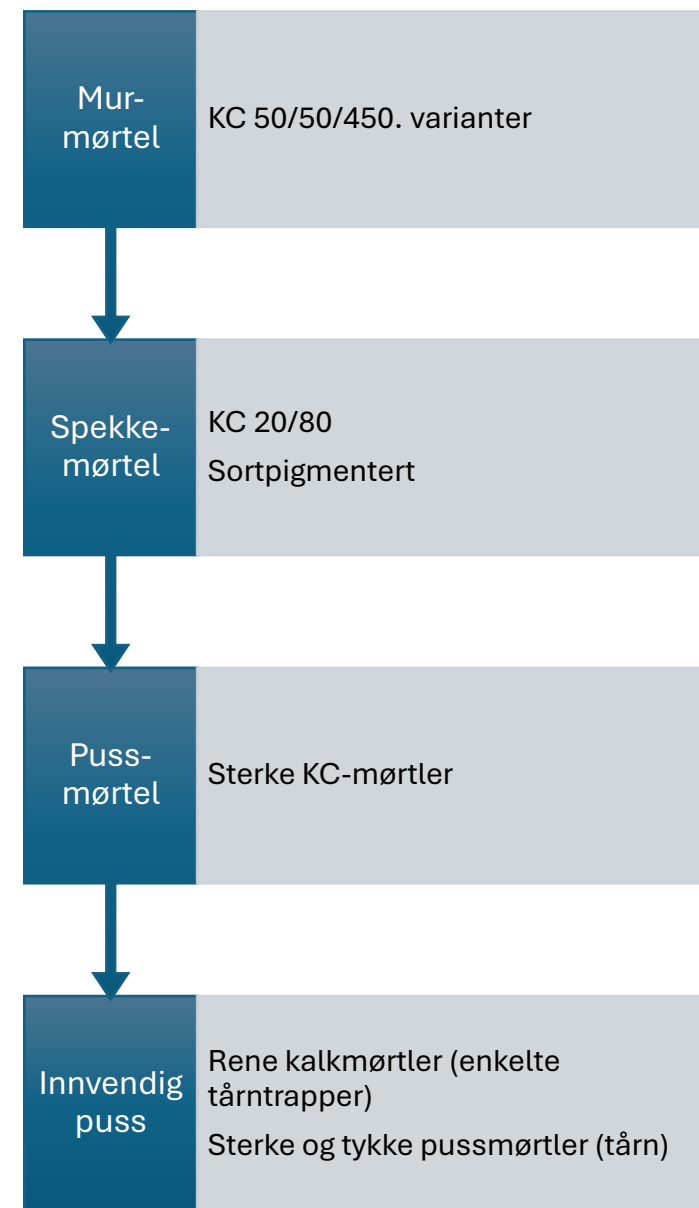 Mur-
mørtel
KC 50/50/450. varianter
Spekke-
mørtel
KC 20/80
Sortpigmentert
Puss-
mørtel
Sterke KC-mørtler
Innvendig
puss
Rene kalkmørtler (enkelte
tårntrapper)
Sterke og tykke pussmørtler (tårn)